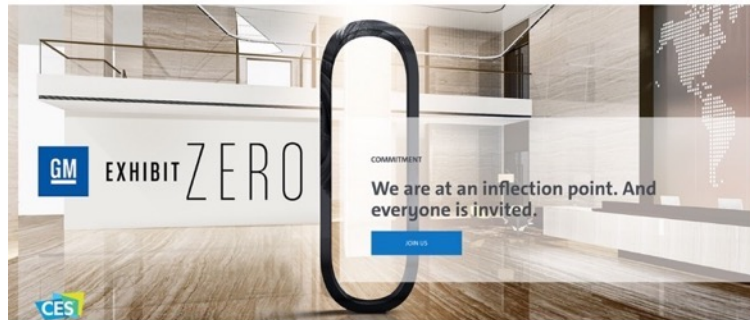 GM EXHIBIT ZERO
COMMITMENT
We are at an inflection point. And
everyone is invited.
JOIN US
CES